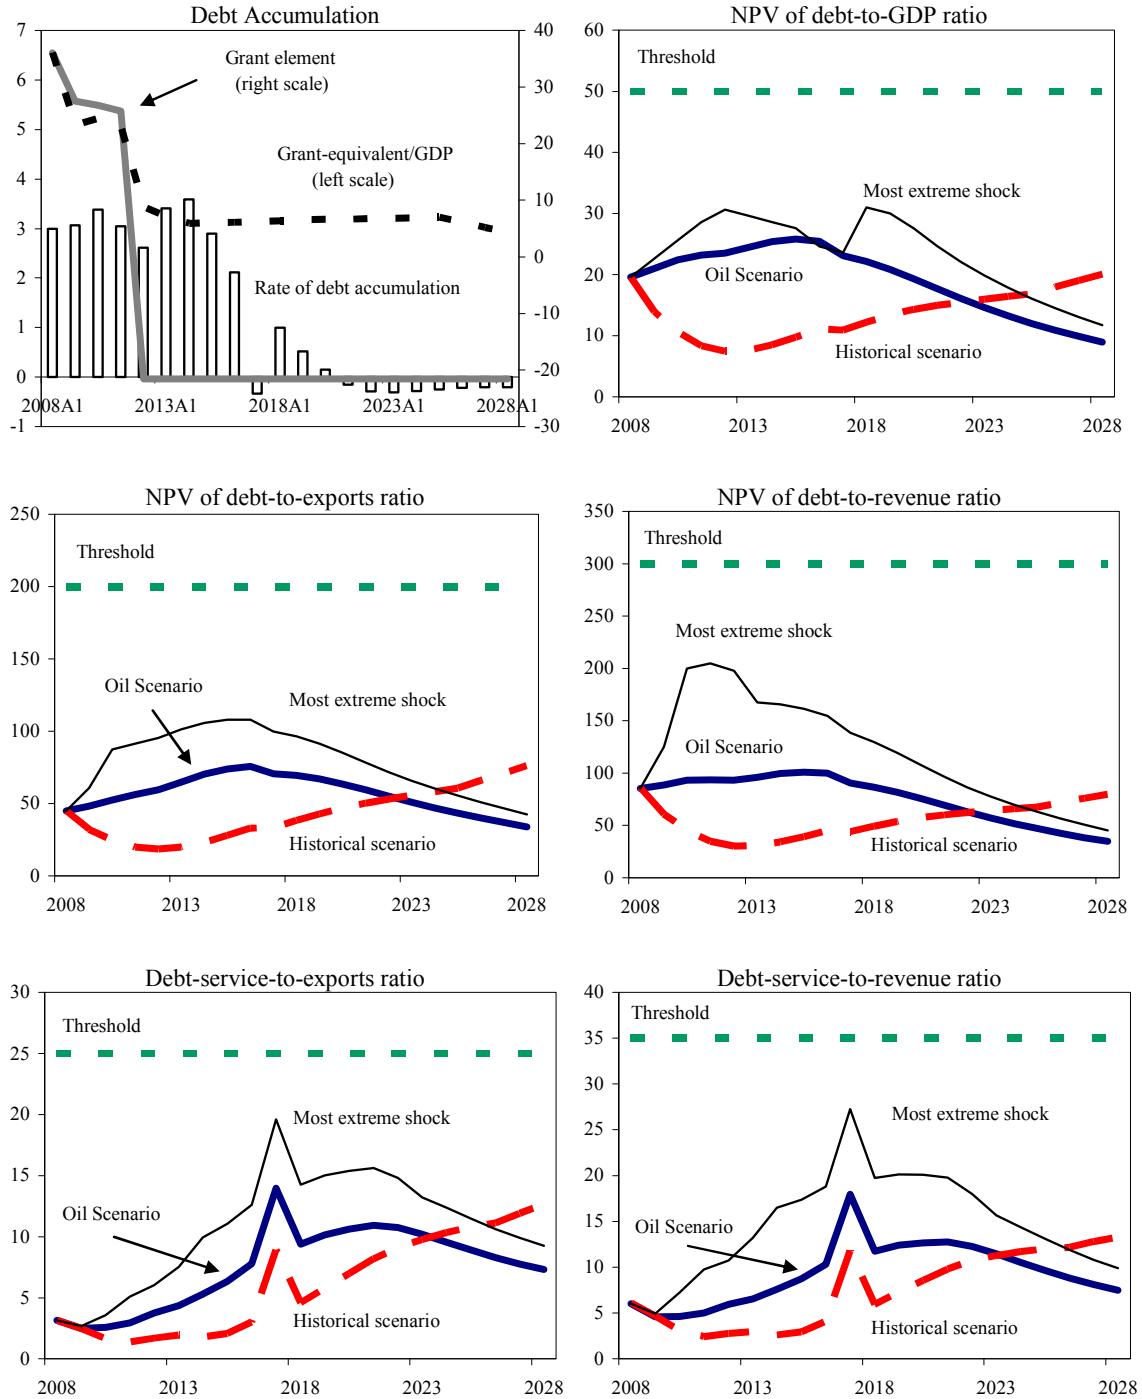 Debt Accumulation
7
6
5
4
3
2
1
0
-1
40
30
20
10
0
-10
-20
-30
Grant element
(right scale)
Grant-equivalent/GDP
(left scale)
Rate of debt accumulation
2008A1 2013A1 2018A1 2023A1 2028A1
NPV of debt-to-GDP ratio
60
50
40
30
20
10
0
Threshold
Most extreme shock
Oil Scenario
Historical scenario
2008 2013 2018 2023 2028
NPV of debt-to-exports ratio
250
200
150
100
50
0
Threshold
Oil Scenario
Most extreme shock
Historical scenario
2008 2013 2018 2023 2028
NPV of debt-to-revenue ratio
350
300
250
200
150
100
50
0
Threshold
Most extreme shock
Oil Scenario
Historical scenario
2008 2013 2018 2023 2028
Debt-service-to-exports ratio
30
25
20
15
10
5
0
Threshold
Most extreme shock
Oil Scenario
Historical scenario
2008 2013 2018 2023 2028
Debt-service-to-revenue ratio
40
35
30
25
20
15
10
5
0
Threshold
Most extreme shock
Oil Scenario
Historical scenario
2008 2013 2018 2023 2028